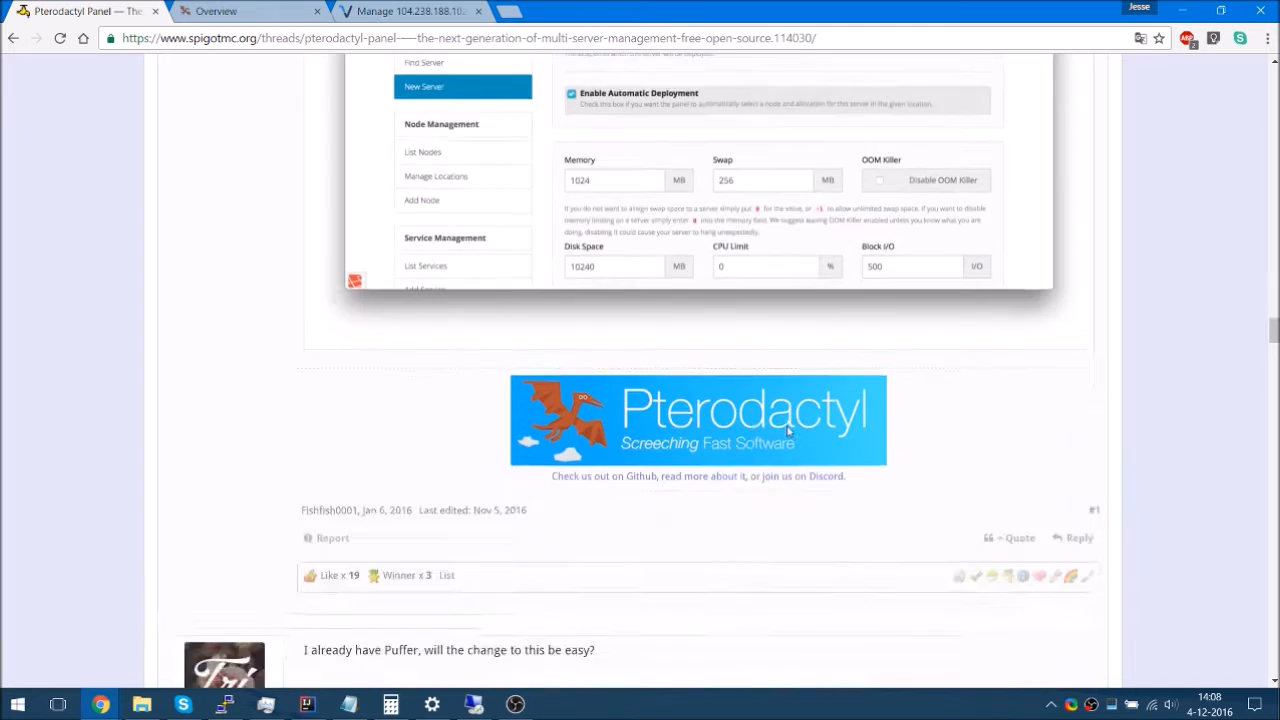 Pterodactyl Panel — The
Overview
Manage 104.238.188.102
Jesse
https://www.spigotmc.org/threads/pterodactyl-panel-—-the-next-generation-of-multi-server-management-free-open-source.114030/
ABP
2
Find Server
New Server
Enable Automatic Deployment
Check this box if you want the panel to automatically select a node and allocation for this server in the given location.
Node Management
List Nodes
Manage Locations
Add Node
Service Management
List Services
Memory
Swap
OOM Killer
1024 MB
256 MB
Disable OOM Killer
If you do not want to assign swap space to a server simply put 0 for the value, or -1 to allow unlimited swap space. If you want to disable
memory limiting on a server simply enter 0 into the memory field. We suggest leaving OOM Killer enabled unless you know what you are
doing, disabling it could cause your server to hang unexpectedly.
Disk Space
CPU Limit
Block I/O
10240 MB
0 %
500 I/O
Pterodactyl
Screeching Fast Software
Check us out on Github, read more about it, or join us on Discord.
Fishfish0001, Jan 6, 2016 Last edited: Nov 5, 2016
#1
Report
+ Quote
Reply
Like x 19
Winner x 3
List
I already have Puffer, will the change to this be easy?
Tri
14:08
4-12-2016